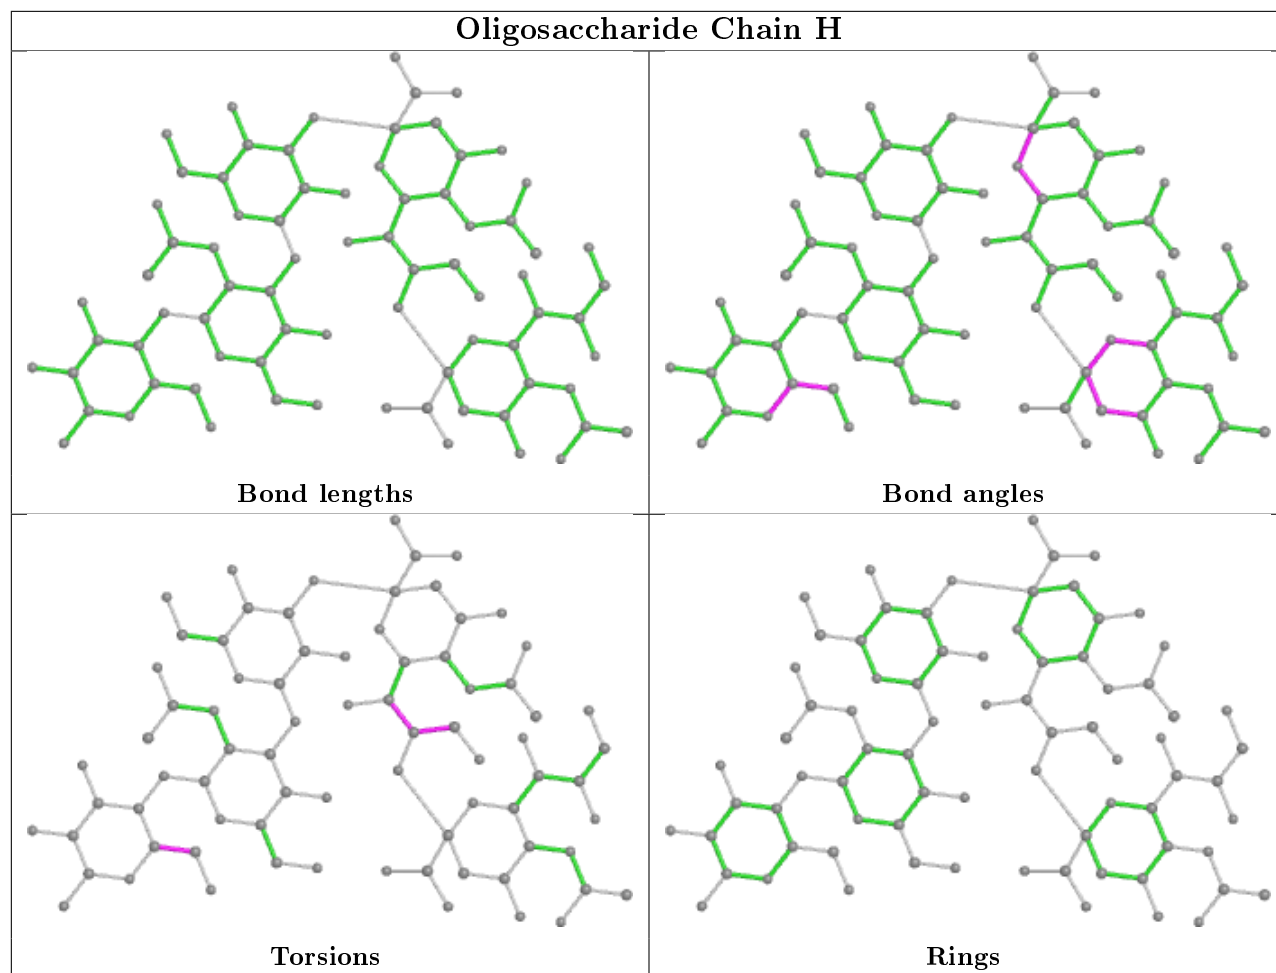 Oligosaccharide Chain H
Bond lengths
Bond angles
Torsions
Rings